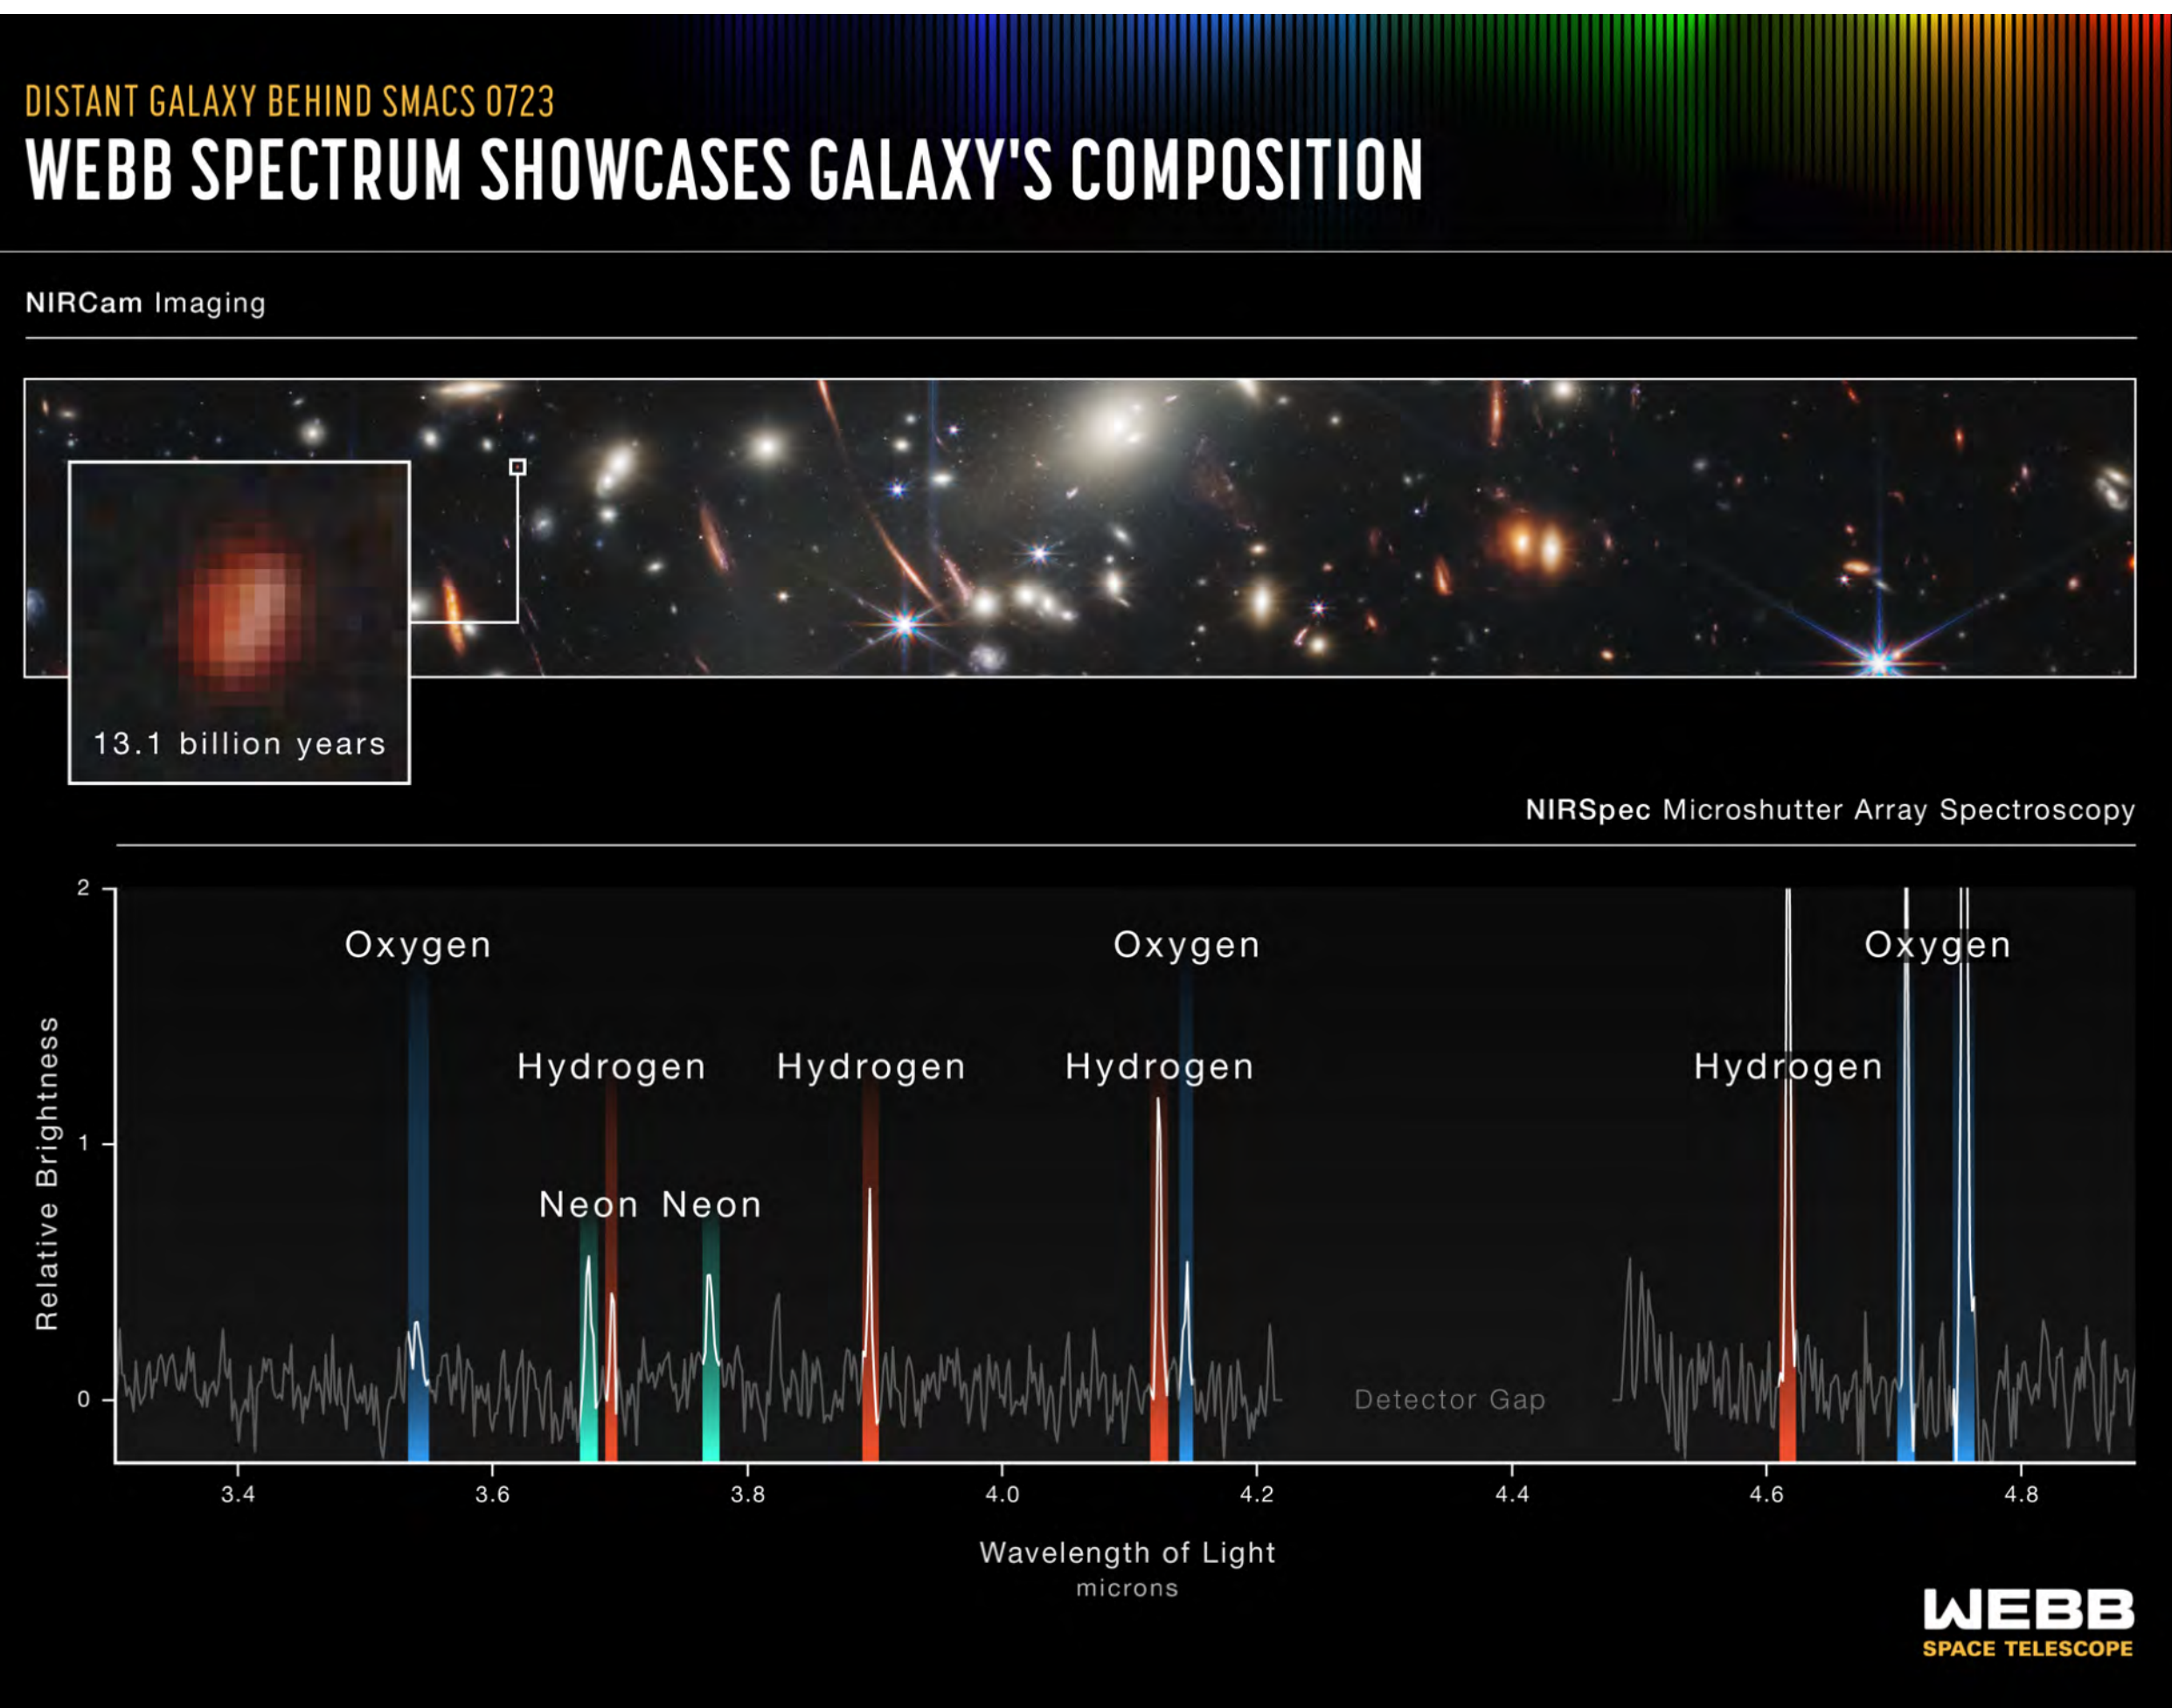 DISTANT GALAXY BEHIND SMACS 0723
WEBB SPECTRUM SHOWCASES GALAXY'S COMPOSITION
NIRCam Imaging
13.1 billion years
NIRSpec Microshutter Array Spectroscopy
2
Oxygen
Oxygen
Oxygen
Hydrogen
Hydrogen
Hydrogen
Hydrogen
1
Neon
Neon
Relative Brightness
0
Detector Gap
3.4
3.6
3.8
4.0
4.2
4.4
4.6
4.8
Wavelength of Light
microns
WEBB
SPACE TELESCOPE